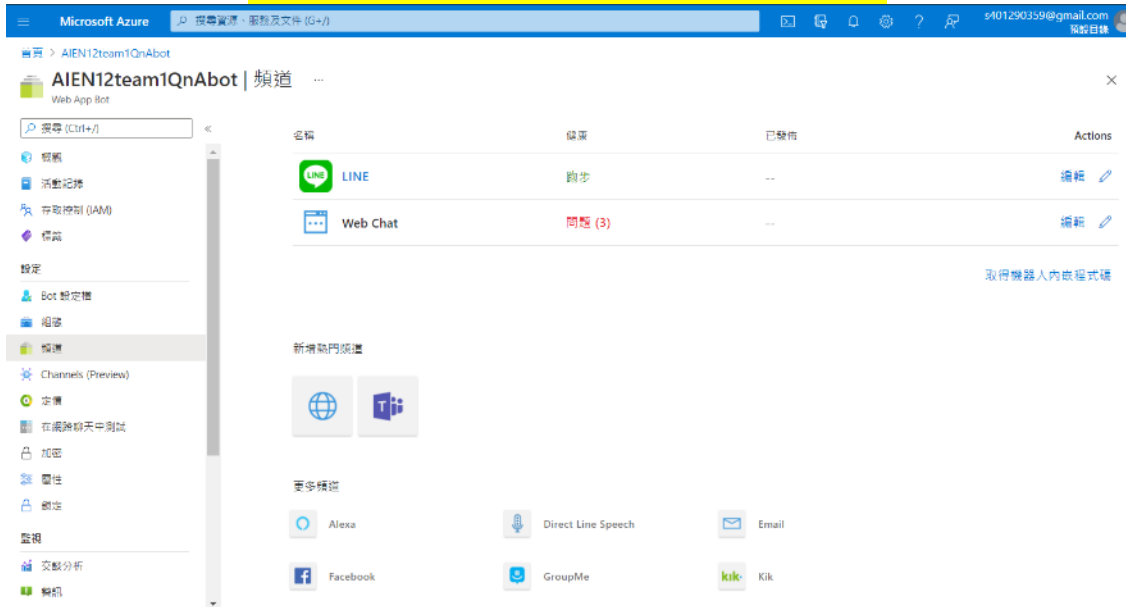 Microsoft Azure
搜尋資源、服務及文件 (G+/)
s401290359@gmail.com
預設目錄
首頁 > AIEN12team1QnAbot
AIEN12team1QnAbot | 頻道 ...
Web App Bot
搜尋 (Ctrl+/)
概觀
活動記錄
存取控制 (IAM)
標籤
設定
Bot 設定檔
組態
頻道
Channels (Preview)
定價
在網路聊天中測試
加密
屬性
鎖定
監視
交談分析
警訊
名稱 健康 已發佈 Actions
LINE LINE 跑步 -- 編輯
Web Chat 問題 (3) -- 編輯
取得機器人內嵌程式碼
新增熱門頻道
更多頻道
Alexa Direct Line Speech Email
Facebook GroupMe kik· Kik